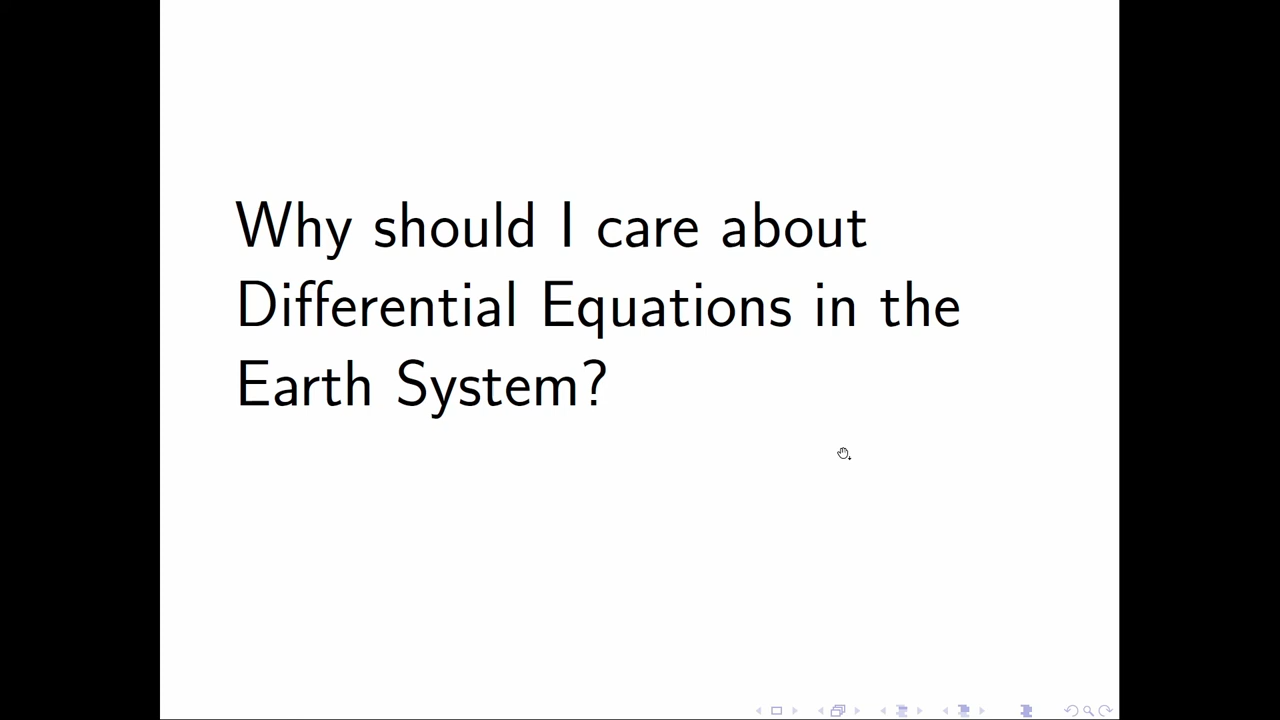 Why should I care about
Differential Equations in the
Earth System?